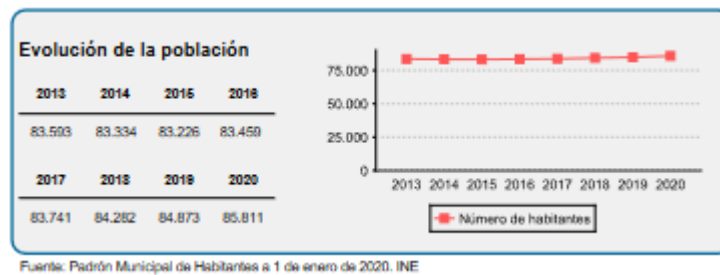 Evolución de la población
2013 2014 2015 2016
83.593 83.334 83.226 83.459
2017 2018 2019 2020
83.741 84.282 84.873 85.811
75.000
50.000
25.000
0
2013 2014 2015 2016 2017 2018 2019 2020
Número de habitantes
Fuente: Padrón Municipal de Habitantes a 1 de enero de 2020. INE